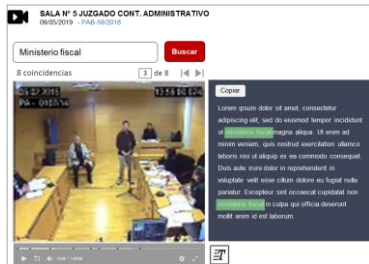 SALA Nº 5 JUZGADO CONT. ADMINISTRATIVO
09/05/2019 - PAB-59/2018
Ministerio fiscal
Buscar
8 coincidencias
3 de 8
Copiar
Lorem ipsum dolor sit amet, consectetur
adipiscing elit, sed do eiusmod tempor incididunt
ut ministerio fiscal magna aliqua. Ut enim ad
minim veniam, quis nostrud exercitation ullamco
laboris nisi ut aliquip ex ea commodo consequat.
Duis aute irure dolor in reprehenderit in
voluptate velit esse cillum dolore eu fugiat nulla
pariatur. Excepteur sint occaecat cupidatat non
ministerio fiscal in culpa qui officia deserunt
mollit anim id est laborum.